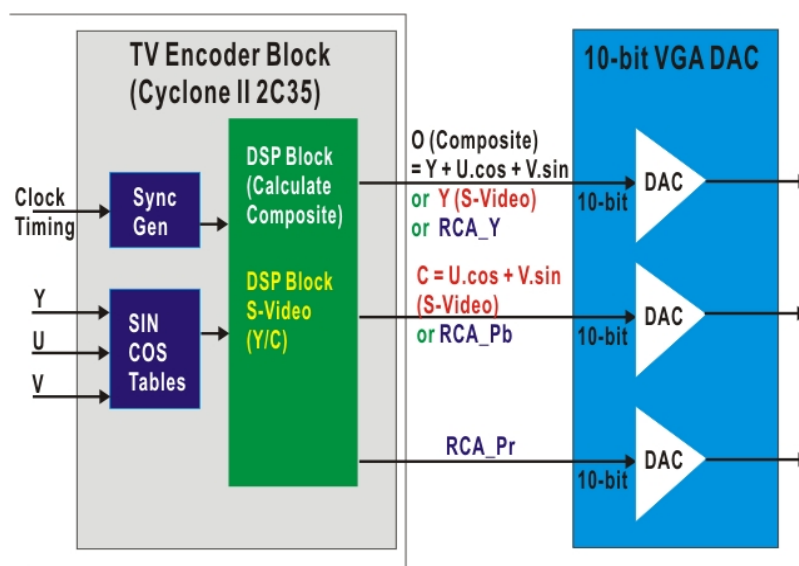 TV Encoder Block
(Cyclone II 2C35)
10-bit VGA DAC
Clock
Timing
Sync
Gen
Y
U
V
SIN
COS
Tables
DSP Block
(Calculate
Composite)
DSP Block
S-Video
(Y/C)
O (Composite)
= Y + U.cos + V.sin
or Y (S-Video)
or RCA_Y
10-bit
DAC
C = U.cos + V.sin
(S-Video)
or RCA_Pb
10-bit
DAC
RCA_Pr
10-bit
DAC